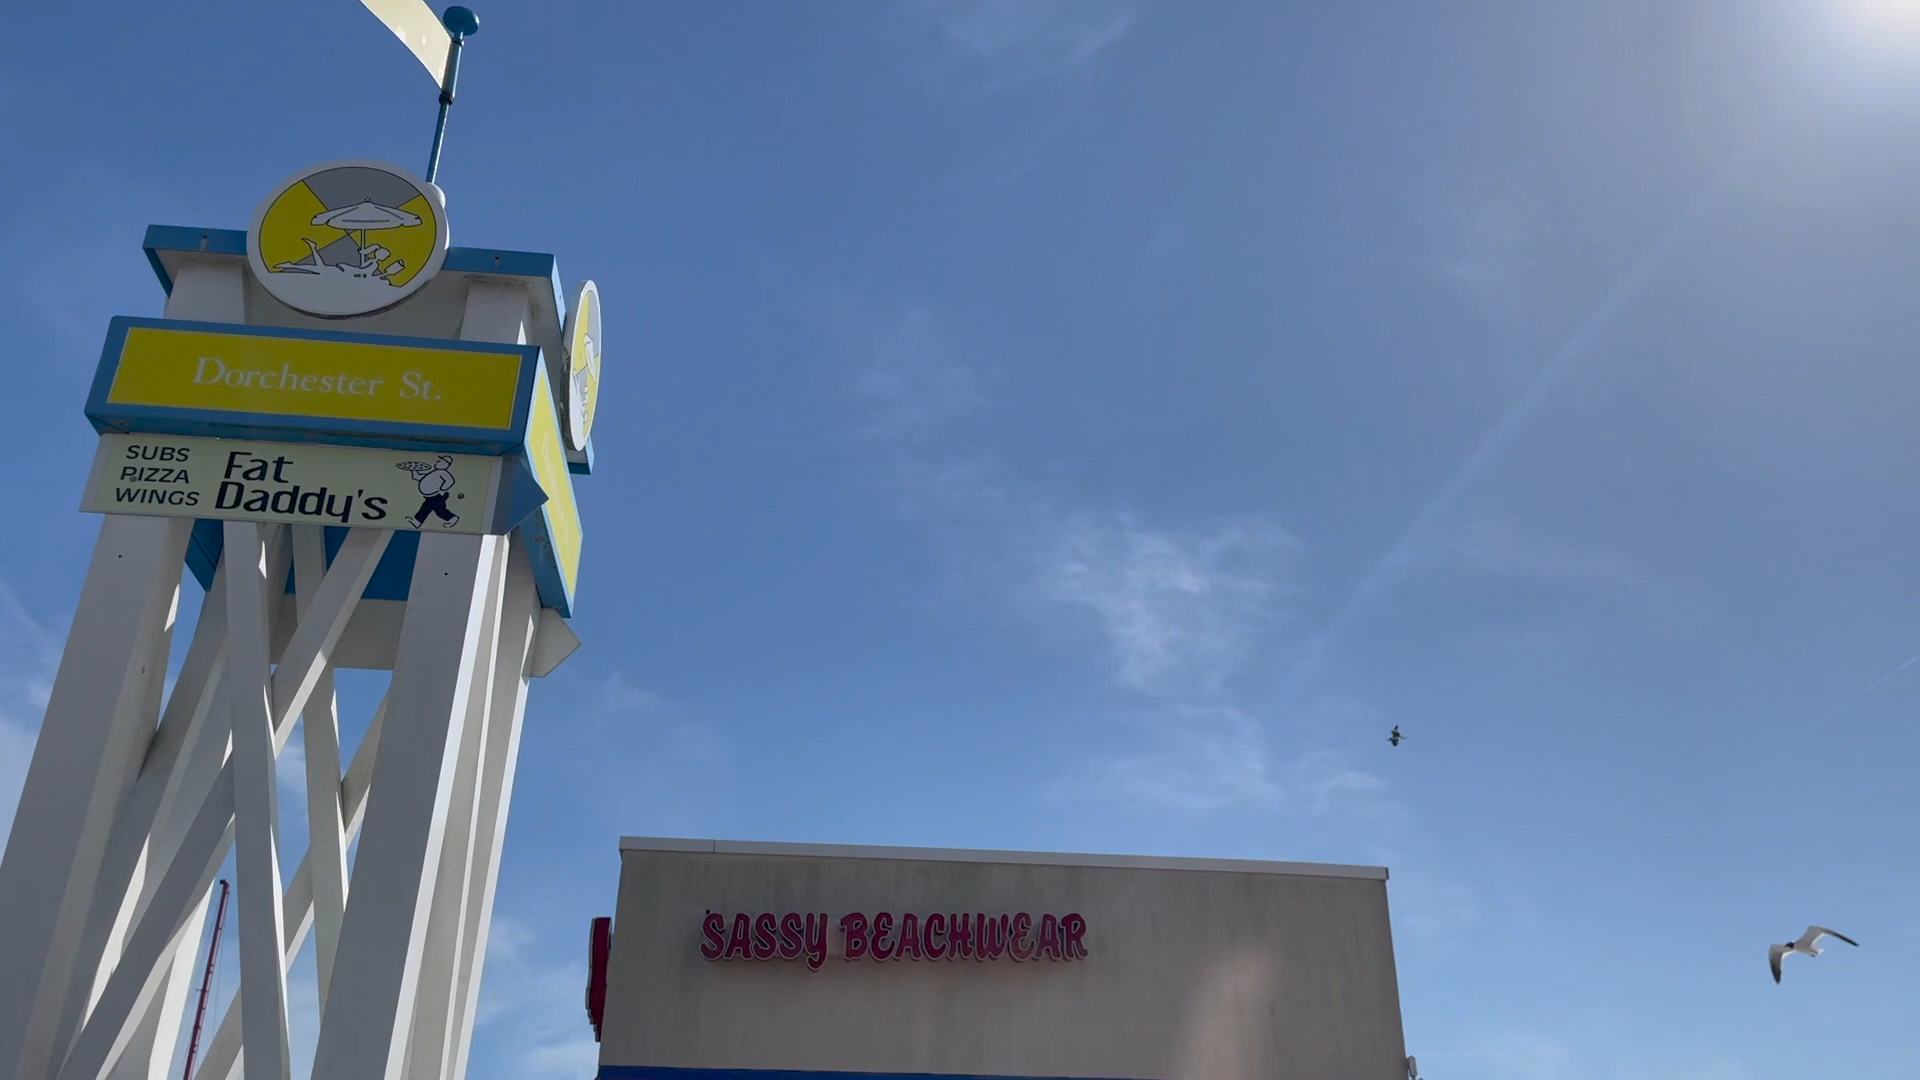 Dorchester St.
SUBS
PIZZA
WINGS
Fat
Daddy's
SASSY BEACHWEAR